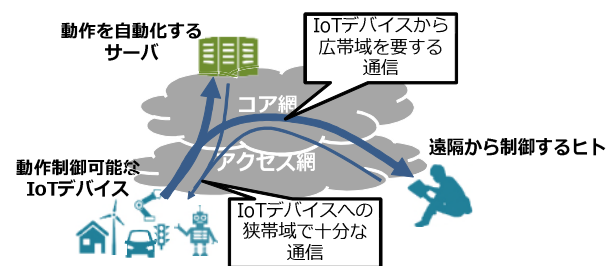 動作を自動化する
サーバ
IoTデバイスから
広帯域を要する
通信
コア網
アクセス網
遠隔から制御するヒト
動作制御可能な
IoTデバイス
IoTデバイスへの
狭帯域で十分な
通信